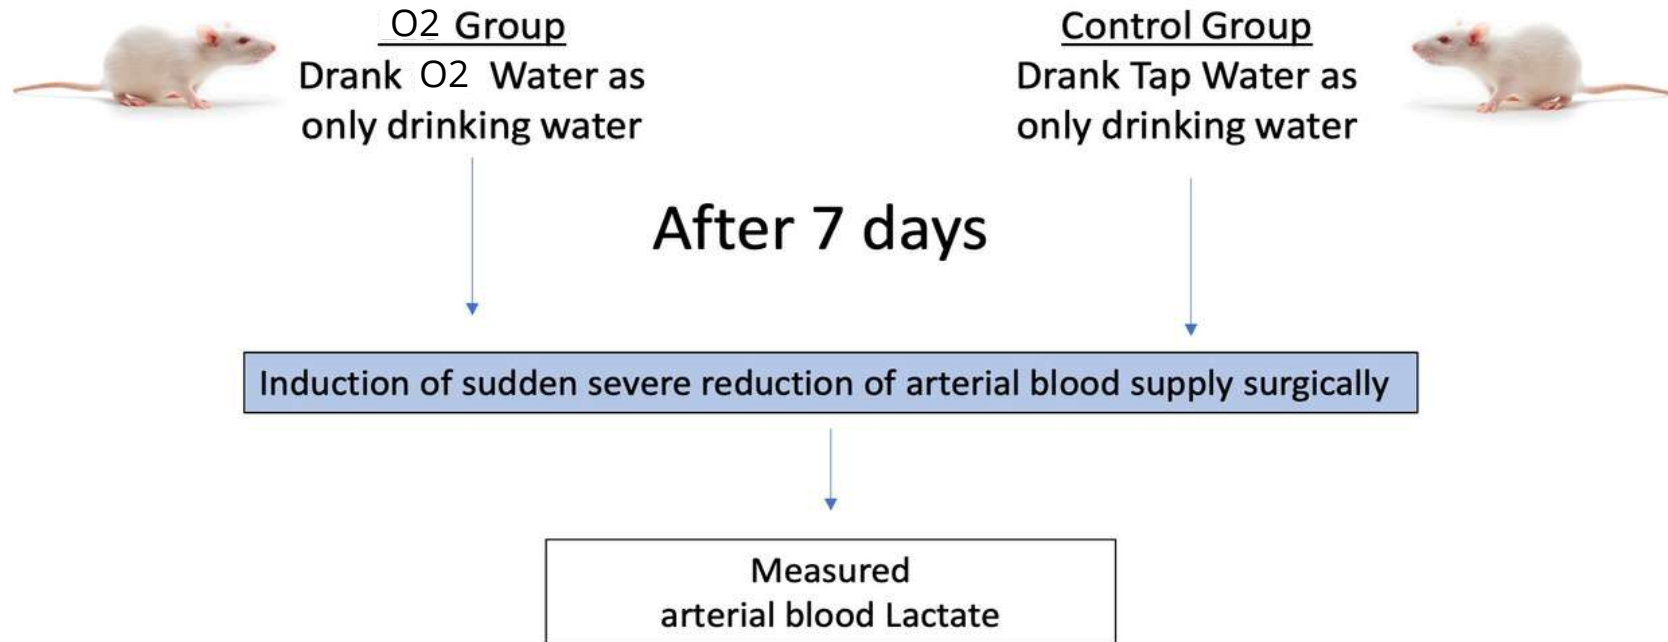 O2 Group
Drank O2 Water as
only drinking water
Control Group
Drank Tap Water as
only drinking water
After 7 days
Induction of sudden severe reduction of arterial blood supply surgically
Measured
arterial blood Lactate